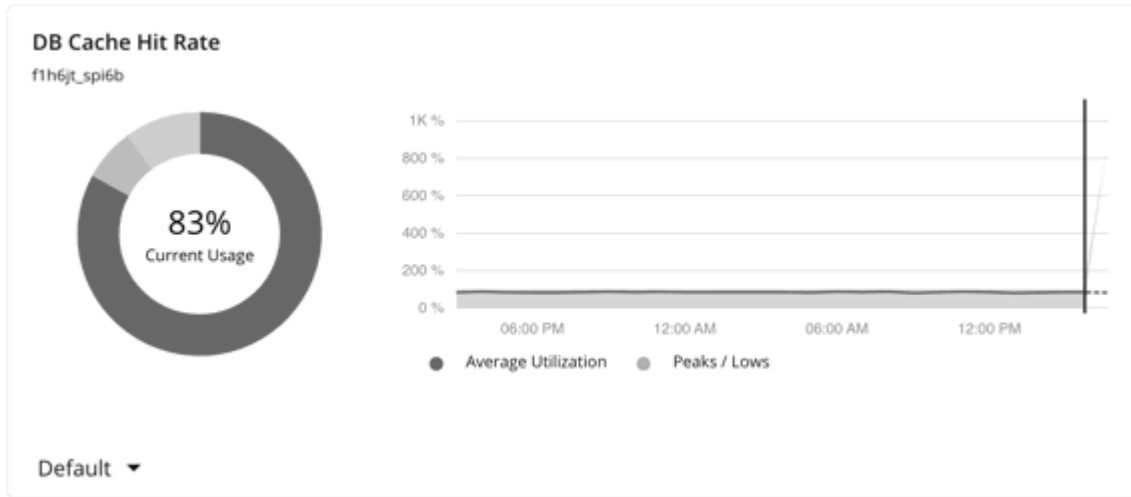 DB Cache Hit Rate
f1h6jt_spi6b
83%
Current Usage
1K %
800 %
600 %
400 %
200 %
0 %
06:00 PM 12:00 AM 06:00 AM 12:00 PM
Average Utilization Peaks / Lows
Default